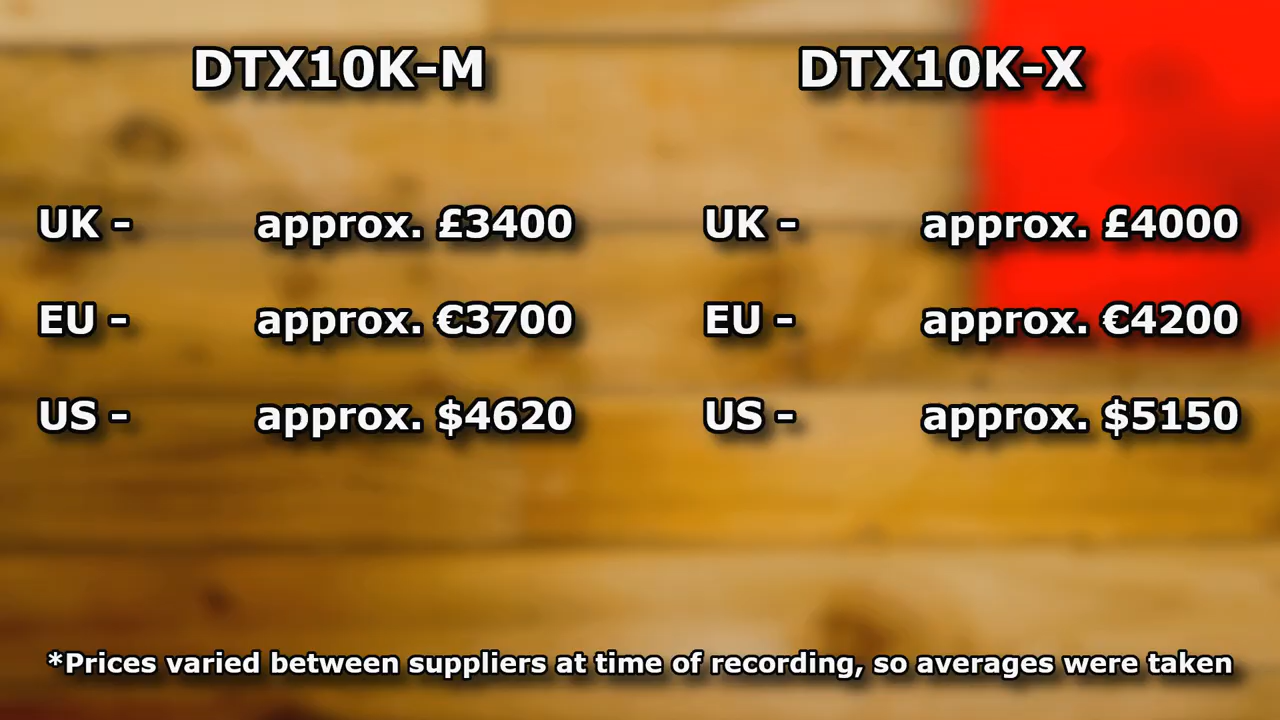 DTX10K-M
UK - approx. £3400
EU - approx. €3700
US - approx. $4620
DTX10K-X
UK - approx. £4000
EU - approx. €4200
US - approx. $5150
*Prices varied between suppliers at time of recording, so averages were taken